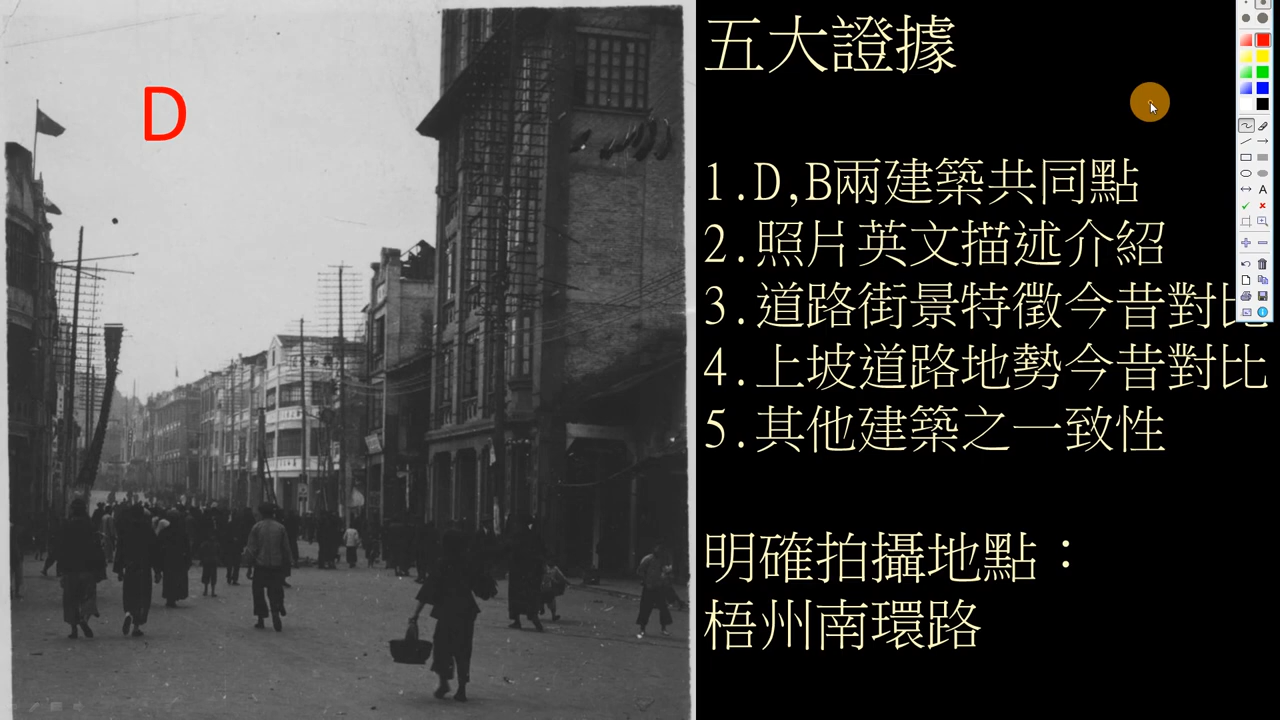 D
五大證據
1.D,B兩建築共同點
2.照片英文描述介紹
3.道路街景特徵今昔對比
4.上坡道路地勢今昔對比
5.其他建築之一致性
明確拍攝地點：
梧州南環路
A